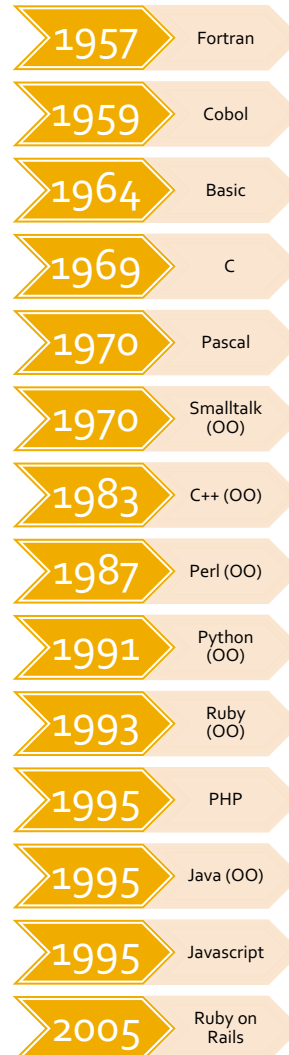 1957 Fortran
1959 Cobol
1964 Basic
1969 C
1970 Pascal
1970 Smalltalk
(OO)
1983 C++ (OO)
1987 Perl (OO)
1991 Python
(OO)
1993 Ruby
(OO)
1995 PHP
1995 Java (OO)
1995 Javascript
2005 Ruby on
Rails